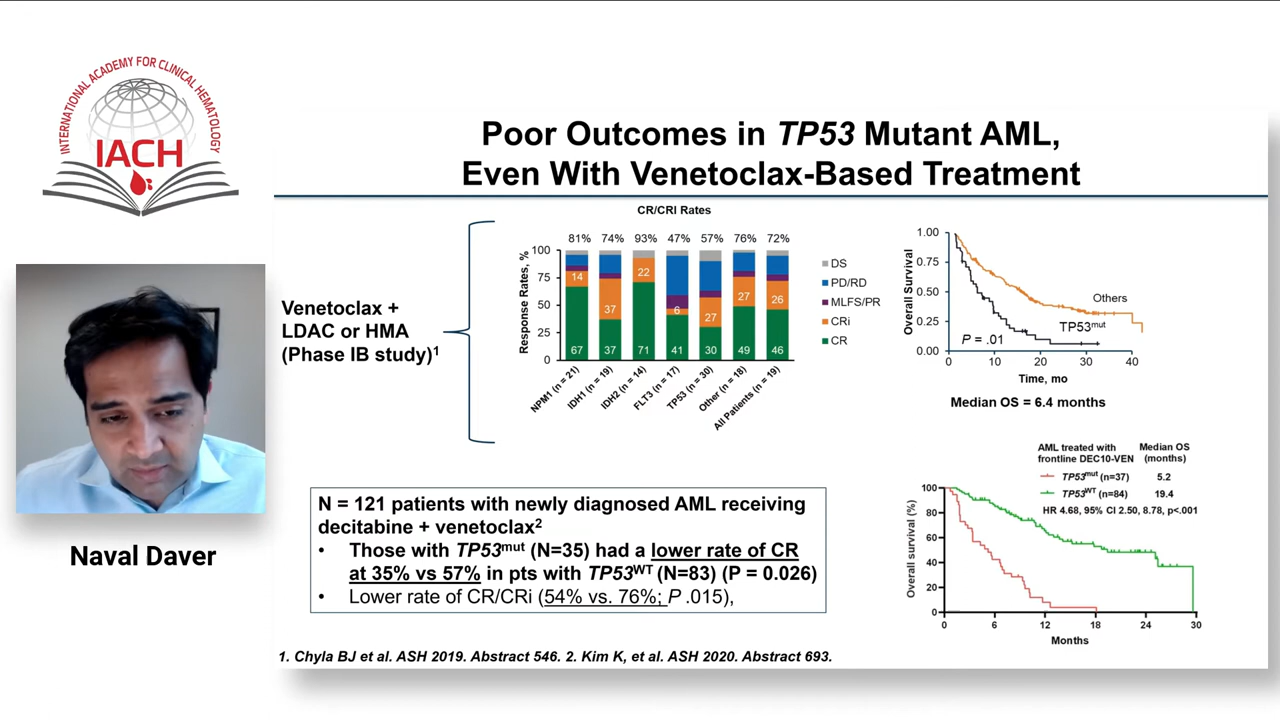 INTERNATIONAL ACADEMY FOR CLINICAL HEMATOLOGY
IACH
Naval Daver
Poor Outcomes in TP53 Mutant AML,
Even With Venetoclax-Based Treatment
Venetoclax +
LDAC or HMA
(Phase IB study)¹
CR/CRI Rates
81% 74% 93% 47% 57% 76% 72%
Response Rates, %
100
75
50
25
0
14 37 22 6 27 27 26
67 37 71 41 30 49 46
NPM1 (n = 21)
IDH1 (n = 19)
IDH2 (n = 14)
FLT3 (n = 17)
TP53 (n = 30)
Other (n = 18)
All Patients (n = 19)
DS
PD/RD
MLFS/PR
CRi
CR
Overall Survival
1.00
0.75
0.50
0.25
0.00
Others
TP53ᵐᵘᵗ
P = .01
0 10 20 30 40
Time, mo
Median OS = 6.4 months
N = 121 patients with newly diagnosed AML receiving
decitabine + venetoclax²
• Those with TP53ᵐᵘᵗ (N=35) had a lower rate of CR
at 35% vs 57% in pts with TP53ᵂᵀ (N=83) (P = 0.026)
• Lower rate of CR/CRi (54% vs. 76%; P .015),
AML treated with Median OS
frontline DEC10-VEN (months)
TP53ᵐᵘᵗ (n=37) 5.2
TP53ᵂᵀ (n=84) 19.4
HR 4.68, 95% CI 2.50, 8.78, p<.001
Overall survival (%)
100
80
60
40
20
0
0 6 12 18 24 30
Months
1. Chyla BJ et al. ASH 2019. Abstract 546. 2. Kim K, et al. ASH 2020. Abstract 693.